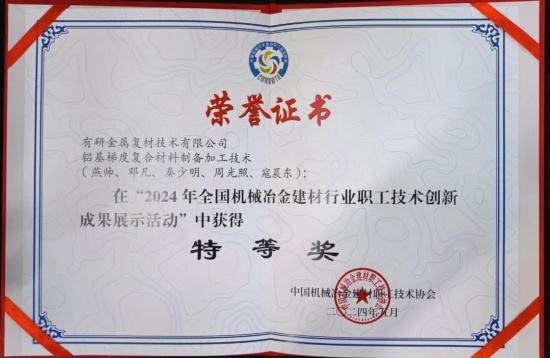 荣誉证书
有研金属复材技术有限公司
铝基梯度复合材料制备加工技术
（燕帅、邓凡、秦少明、周光照、寇晨东）：
在“2024年全国机械冶金建材行业职工技术创新
成果展示活动”中获得
特等奖
中国机械冶金建材职工技术协会
二〇二四年五月